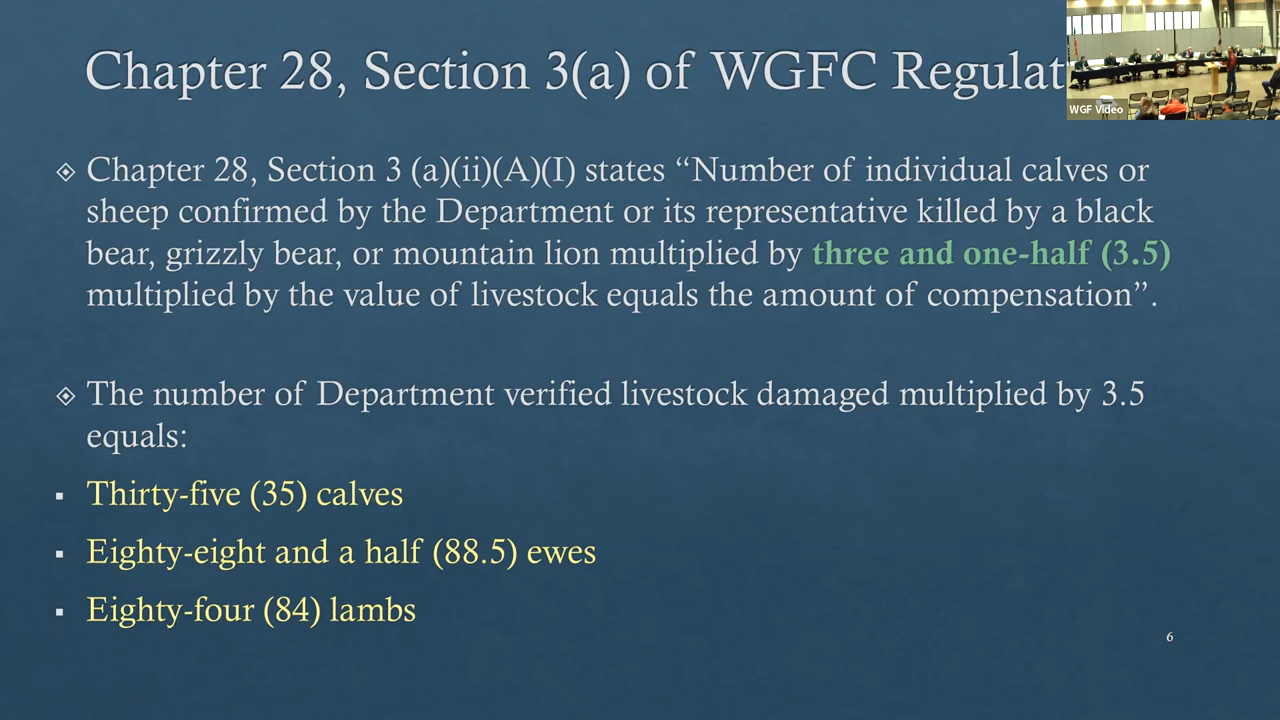 Chapter 28, Section 3(a) of WGFC Regulat
WGF Video
Chapter 28, Section 3 (a)(ii)(A)(I) states “Number of individual calves or
sheep confirmed by the Department or its representative killed by a black
bear, grizzly bear, or mountain lion multiplied by three and one-half (3.5)
multiplied by the value of livestock equals the amount of compensation”.
The number of Department verified livestock damaged multiplied by 3.5
equals:
Thirty-five (35) calves
Eighty-eight and a half (88.5) ewes
Eighty-four (84) lambs
6